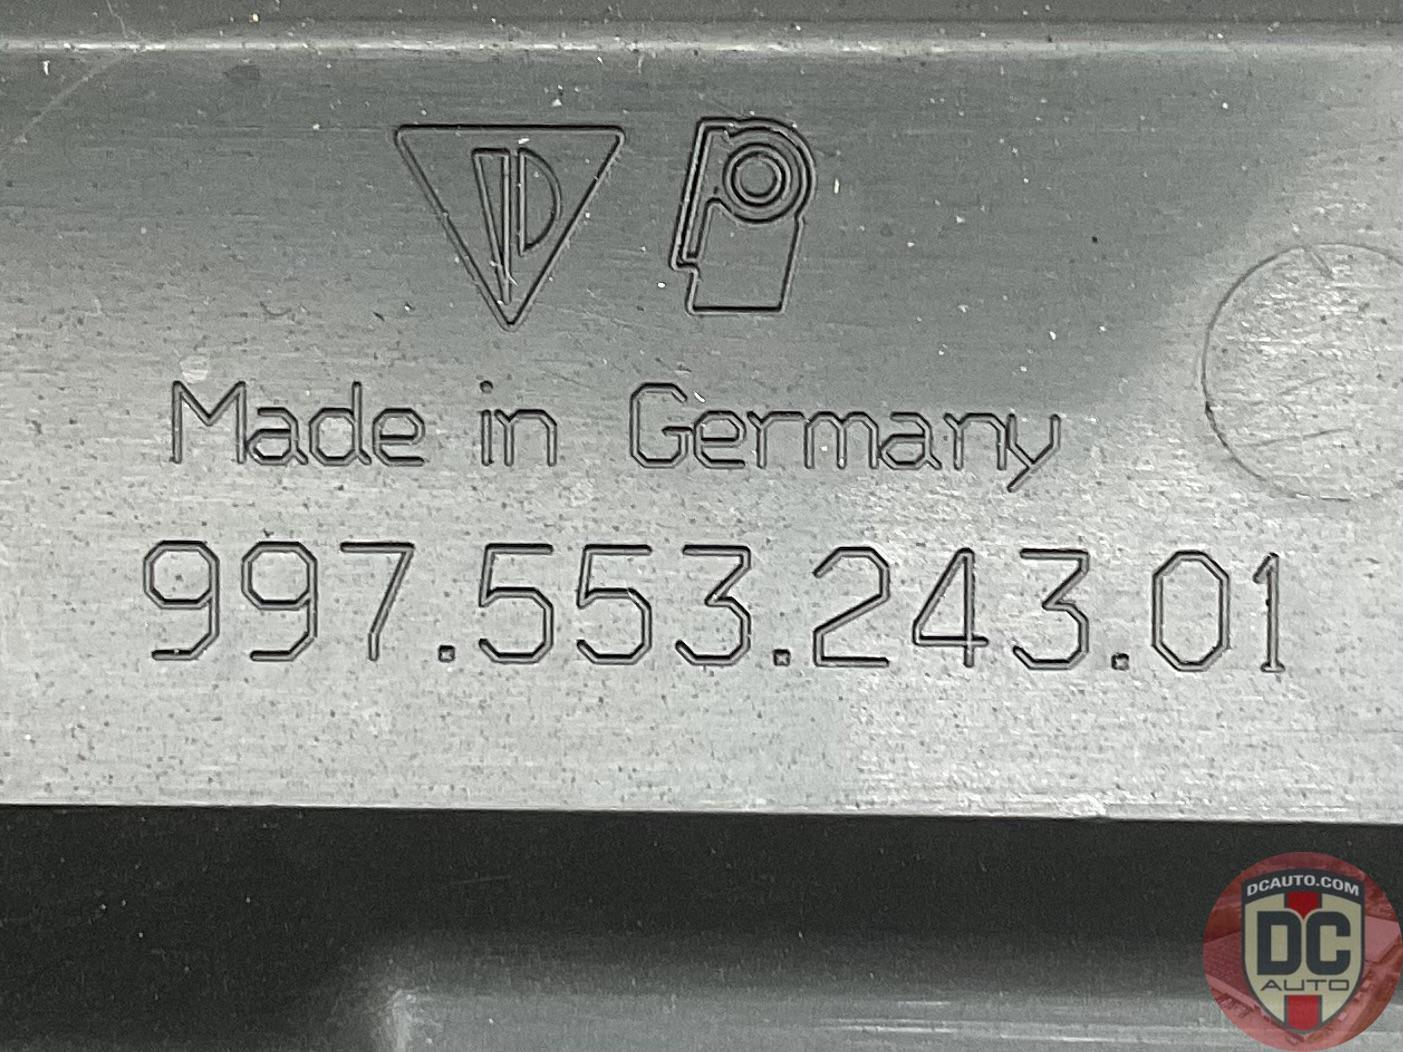 Made in Germany
997.553.243.01
DCAUTO.COM
DC
AUTO